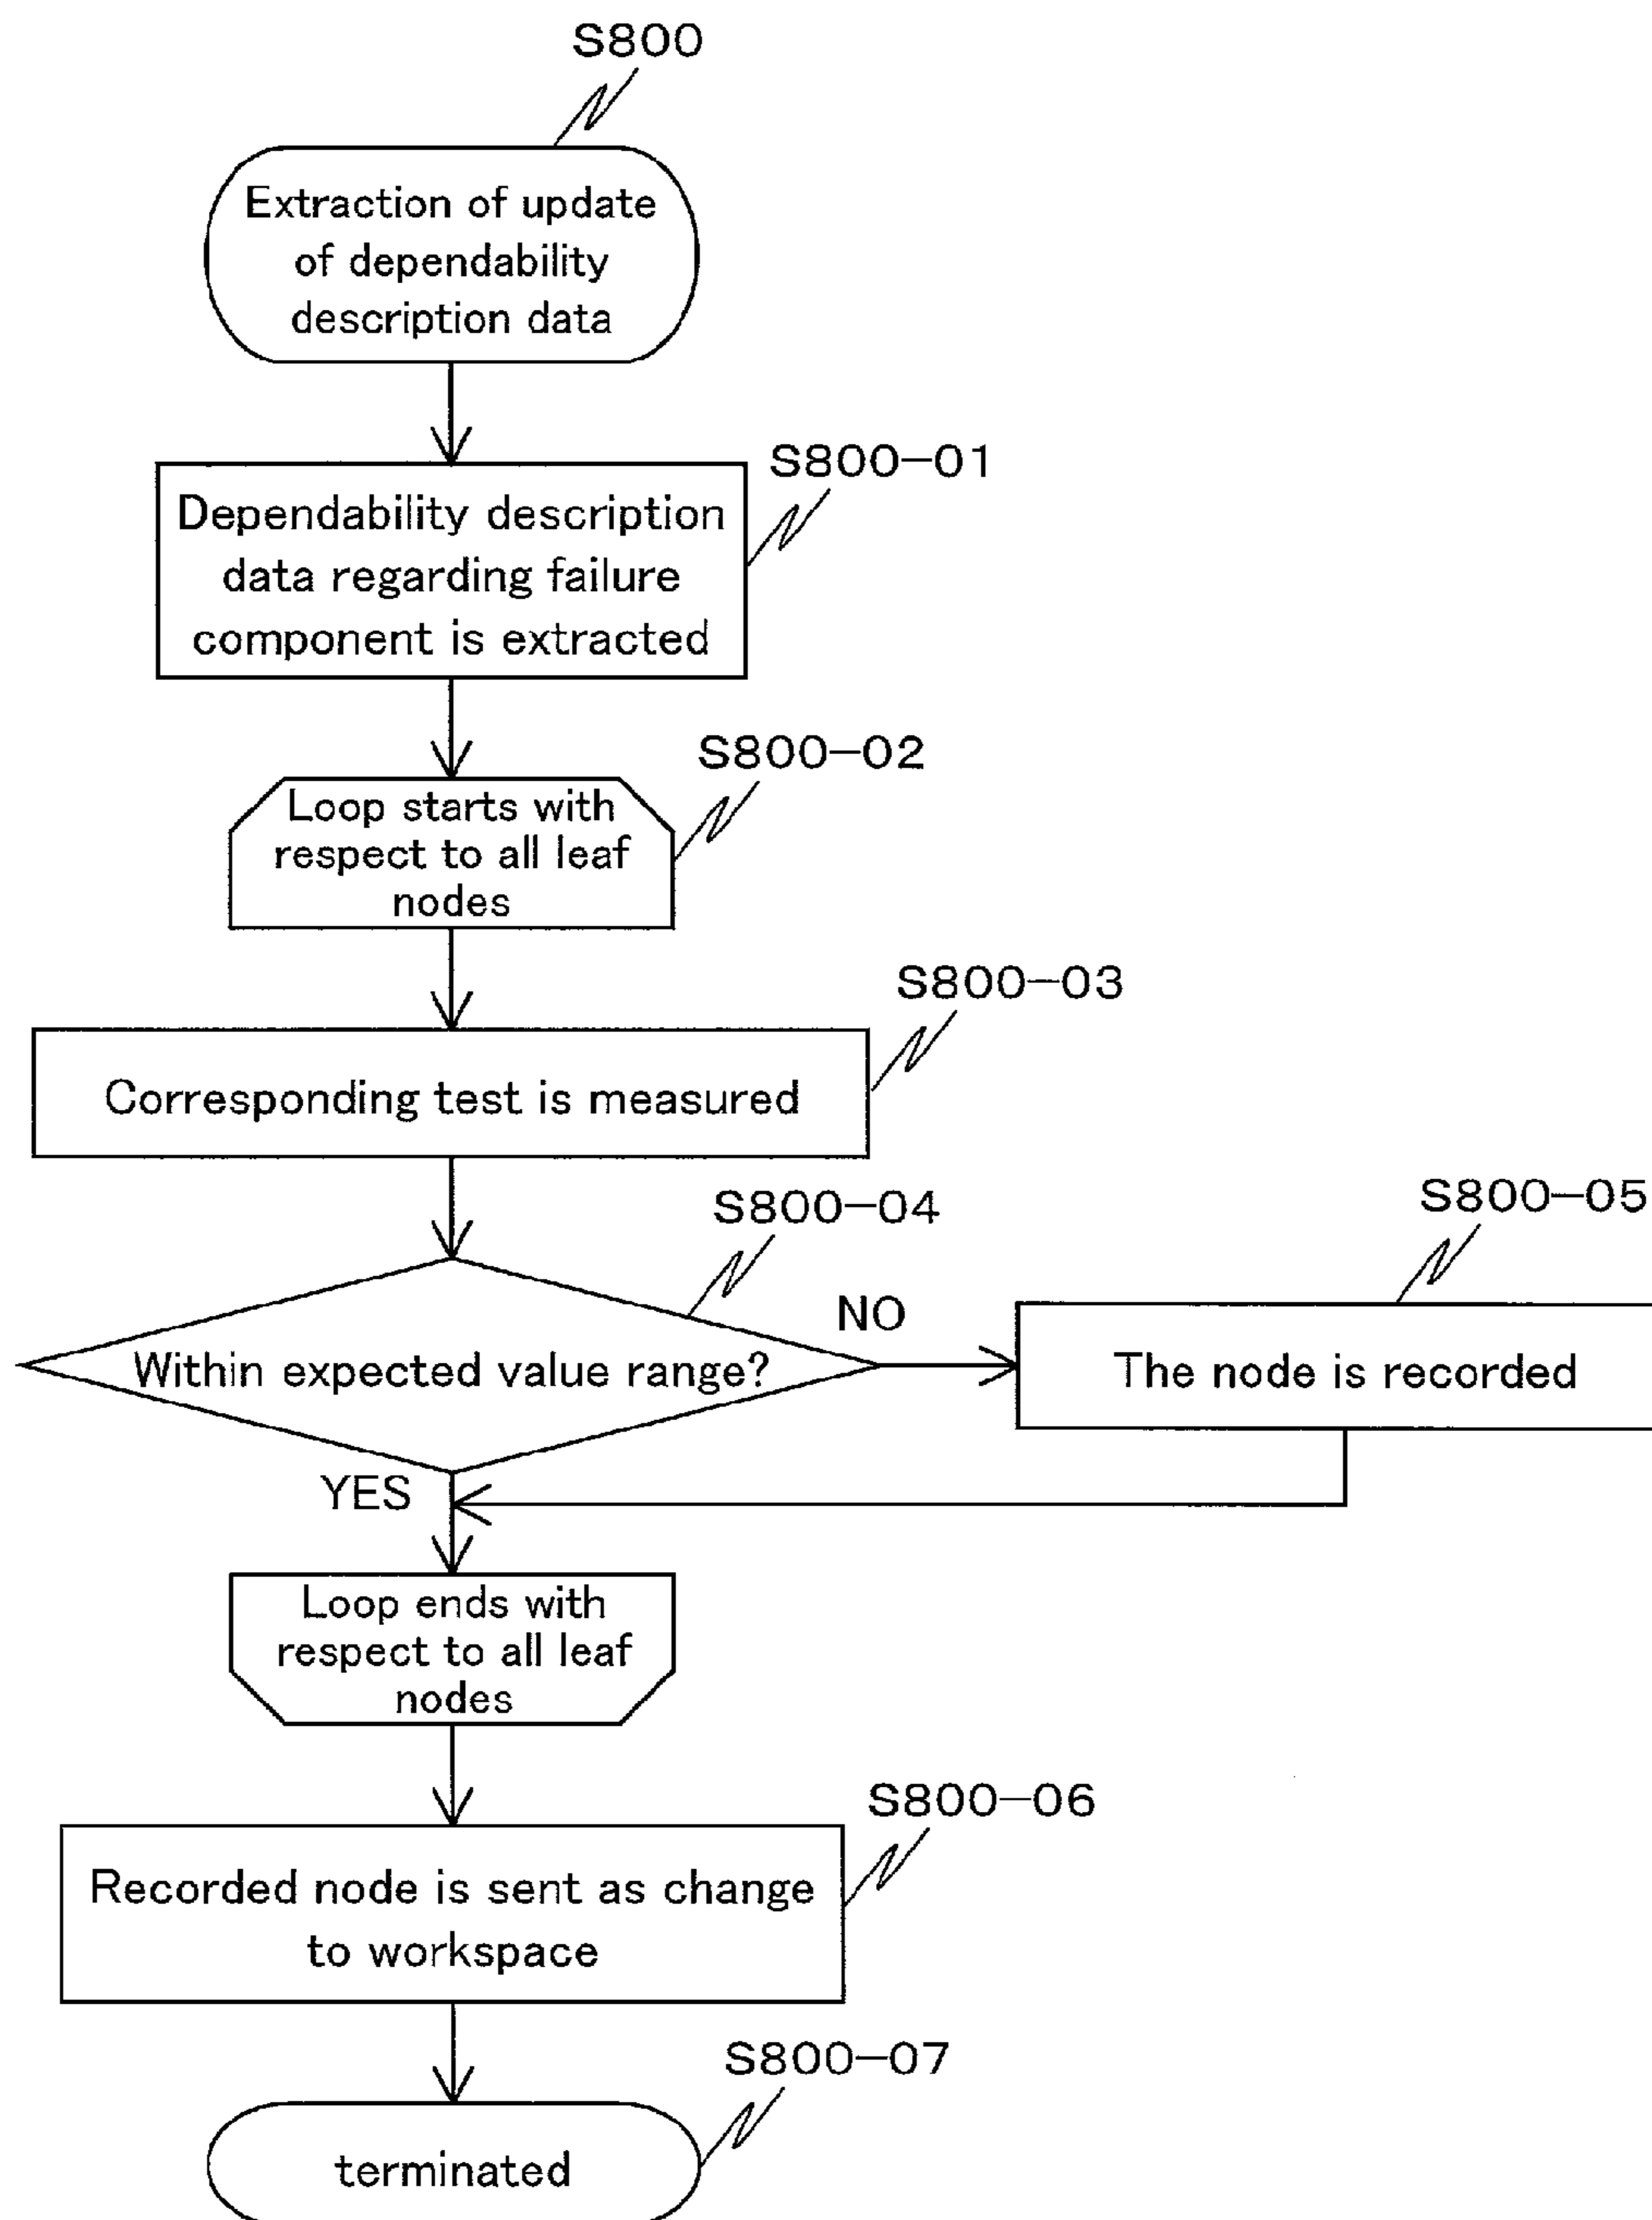 S800
Extraction of update
of dependability
description data
S800-01
Dependability description
data regarding failure
component is extracted
S800-02
Loop starts with
respect to all leaf
nodes
S800-03
Corresponding test is measured
S800-04
S800-05
NO
Within expected value range?
The node is recorded
YES
Loop ends with
respect to all leaf
nodes
S800-06
Recorded node is sent as change
to workspace
S800-07
terminated